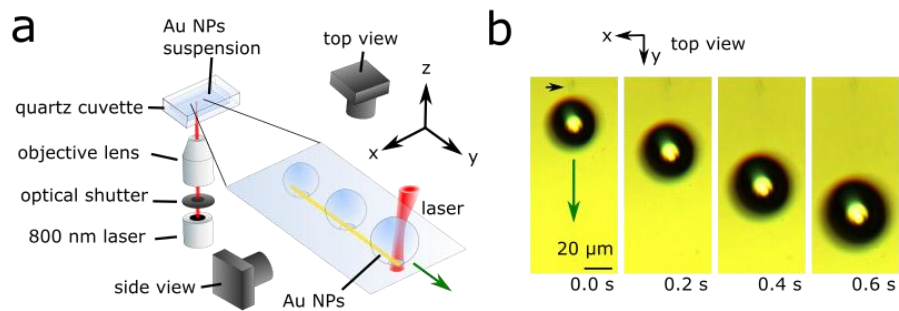 a
Au NPs
suspension
quartz cuvette
objective lens
optical shutter
800 nm laser
side view
top view
z
x
y
laser
Au NPs
b
x
y
top view
20 µm
0.0 s
0.2 s
0.4 s
0.6 s